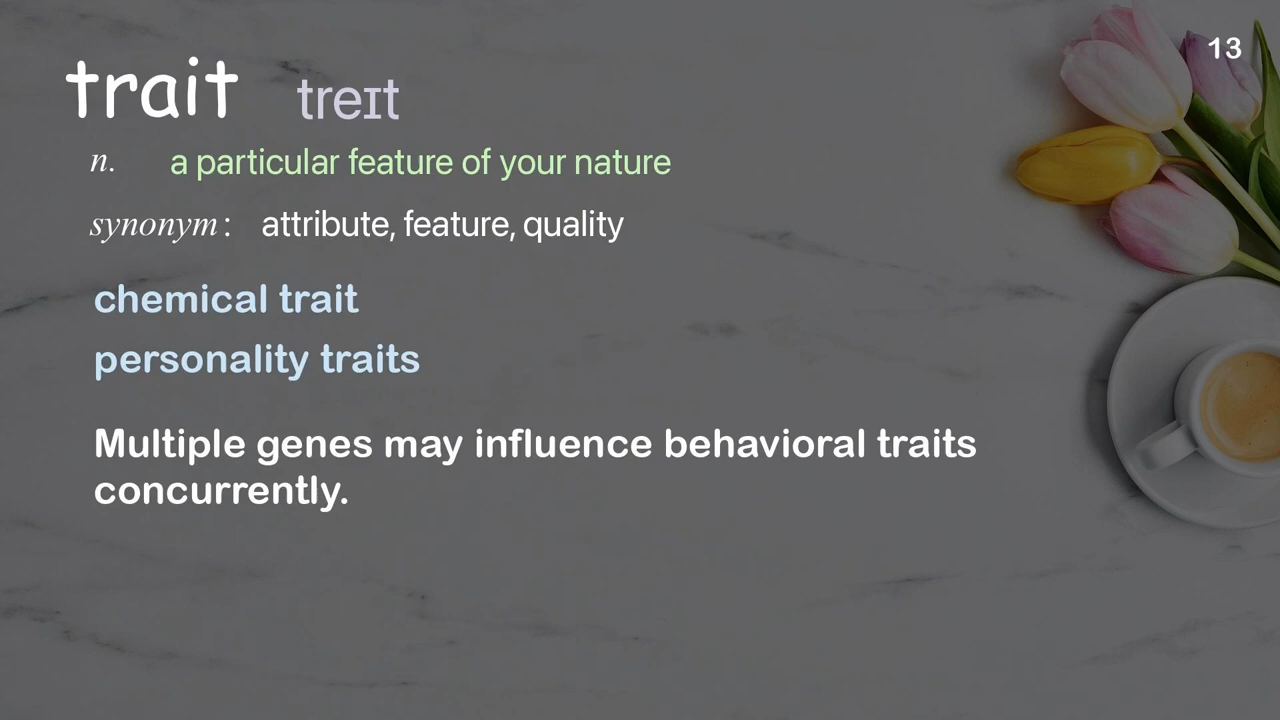 13
trait treɪt
n. a particular feature of your nature
synonym: attribute, feature, quality
chemical trait
personality traits
Multiple genes may influence behavioral traits
concurrently.